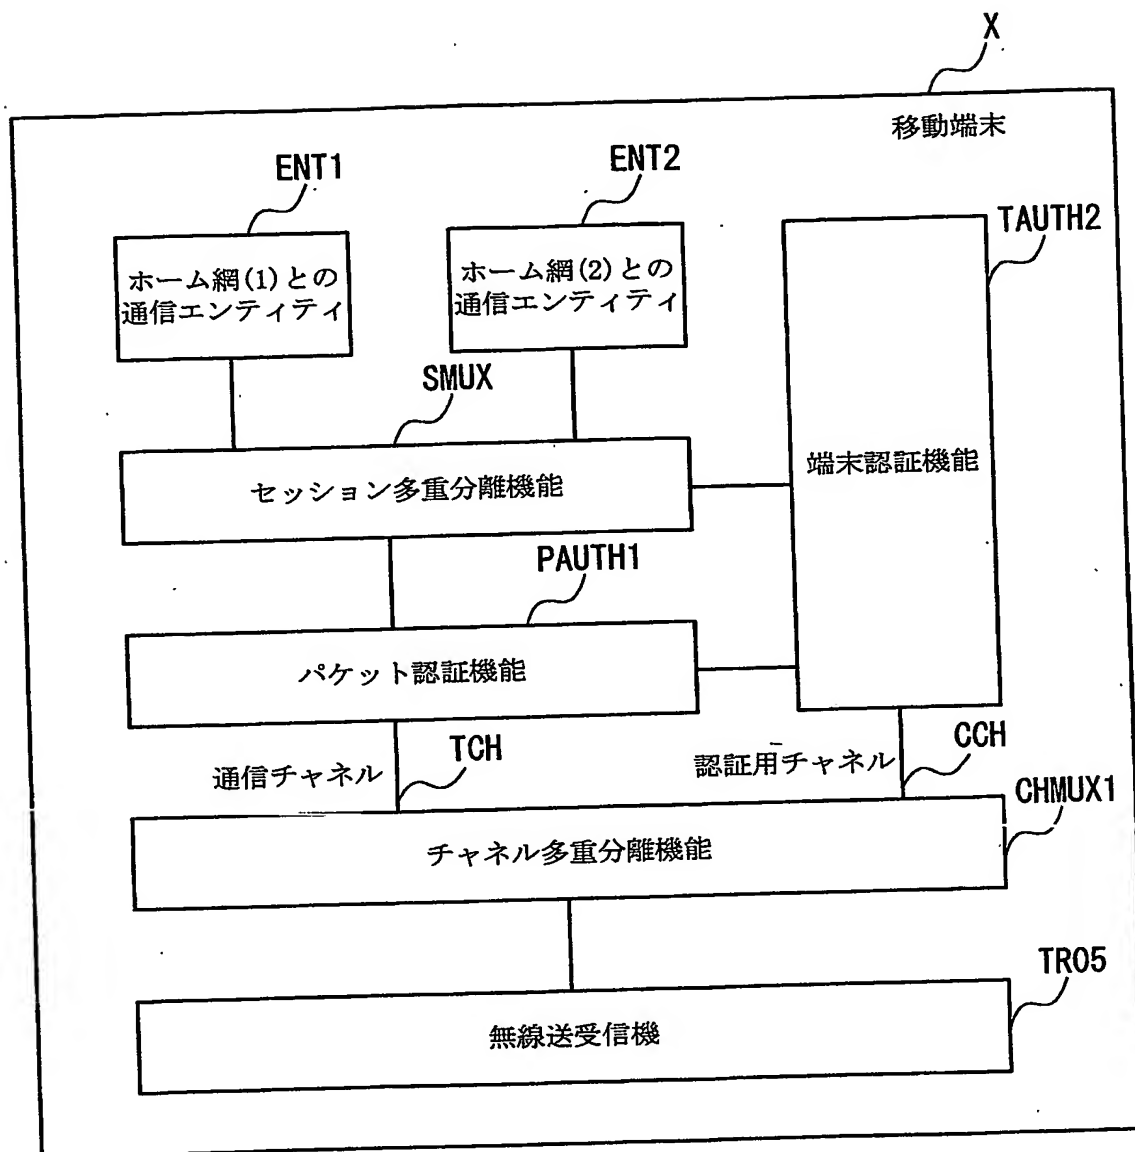 X
移動端末
ENT1
ENT2
TAUTH2
ホーム網(1)との
通信エンティティ
ホーム網(2)との
通信エンティティ
SMUX
セッション多重分離機能
端末認証機能
PAUTH1
パケット認証機能
通信チャネル
TCH
認証用チャネル
CCH
CHMUX1
チャネル多重分離機能
TR05
無線送受信機